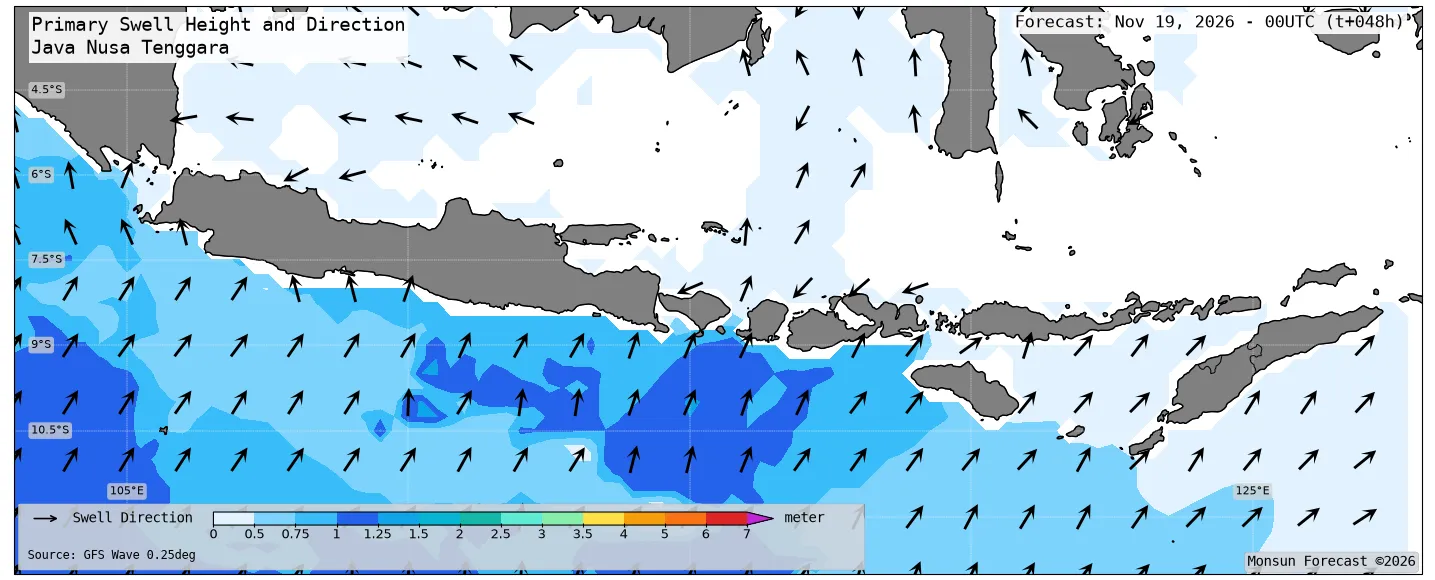 Primary Swell Height and Direction
Java Nusa Tenggara
Forecast: Nov 19, 2026 - 00UTC (t+048h)
4.5°S
6°S
7.5°S
9°S
10.5°S
105°E
125°E
Swell Direction
0 0.5 0.75 1 1.25 1.5 2 2.5 3 3.5 4 5 6 7
meter
Source: GFS Wave 0.25deg
Monsun Forecast ©2026